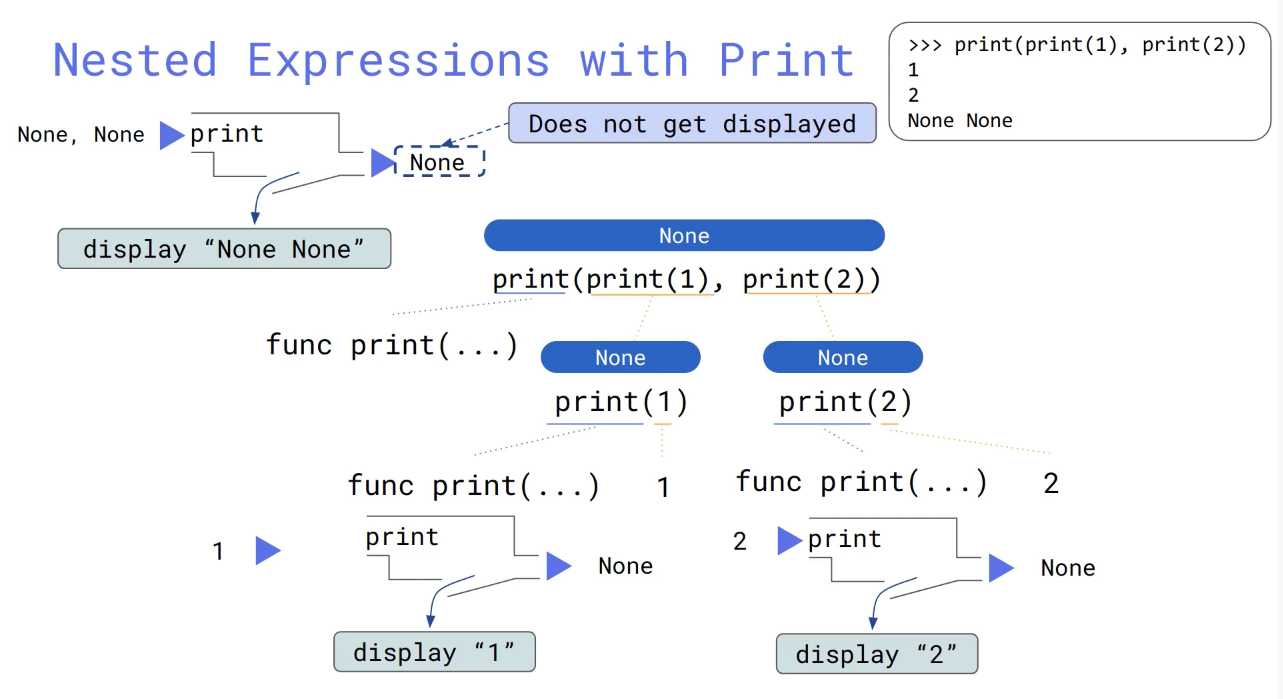 Nested Expressions with Print
>>> print(print(1), print(2))
1
2
None None
None, None
print
None
Does not get displayed
display “None None”
None
print(print(1), print(2))
func print(...)
None
None
print(1)
print(2)
func print(...)
1
func print(...)
2
1
print
None
2
print
None
display “1”
display “2”